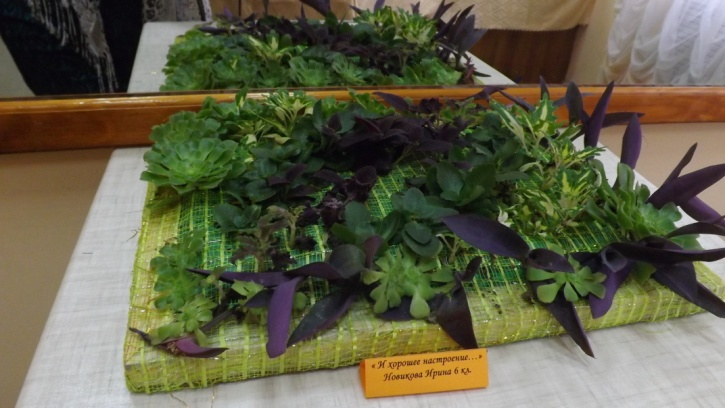 « И хорошее настроение...»
Новикова Ирина 6 кл.